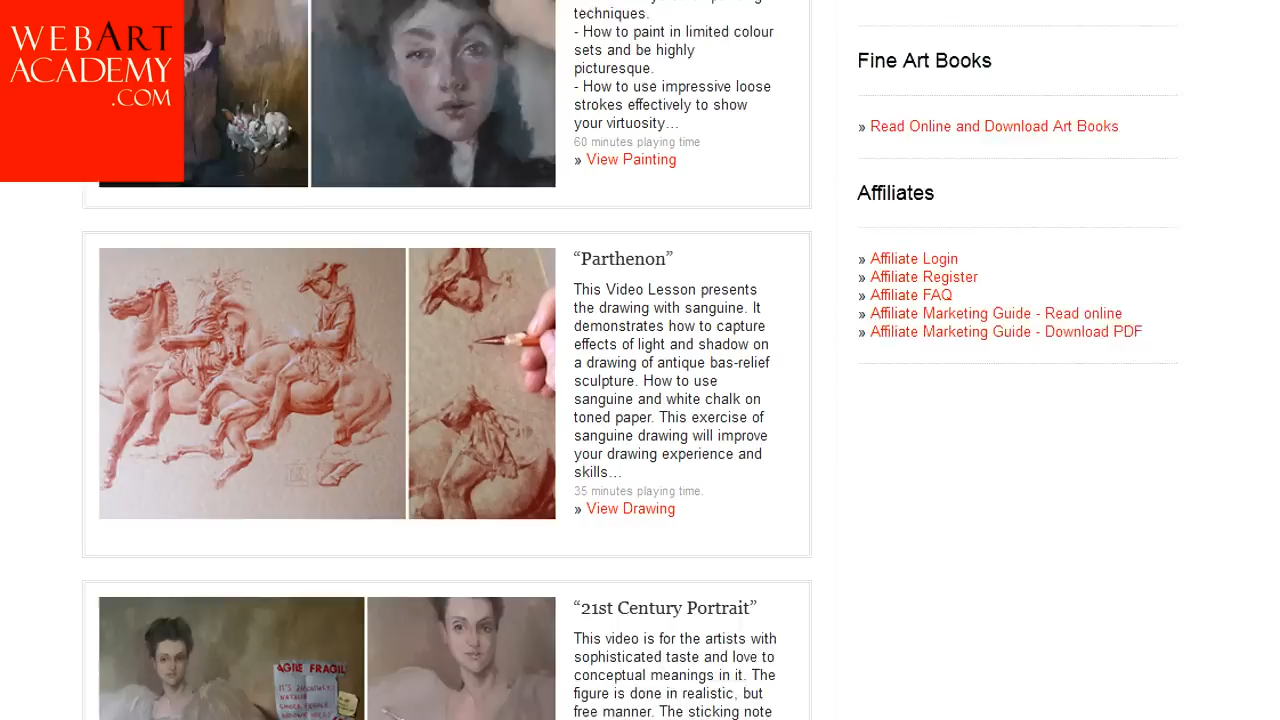 WEBART
ACADEMY
.COM
techniques.
- How to paint in limited colour
sets and be highly
picturesque.
- How to use impressive loose
strokes effectively to show
your virtuosity...
60 minutes playing time
» View Painting
“Parthenon”
This Video Lesson presents
the drawing with sanguine. It
demonstrates how to capture
effects of light and shadow on
a drawing of antique bas-relief
sculpture. How to use
sanguine and white chalk on
toned paper. This exercise of
sanguine drawing will improve
your drawing experience and
skills...
35 minutes playing time.
» View Drawing
“21st Century Portrait”
This video is for the artists with
sophisticated taste and love to
conceptual meanings in it. The
figure is done in realistic, but
free manner. The sticking note
AGILE FRAGIL
Fine Art Books
» Read Online and Download Art Books
Affiliates
» Affiliate Login
» Affiliate Register
» Affiliate FAQ
» Affiliate Marketing Guide - Read online
» Affiliate Marketing Guide - Download PDF